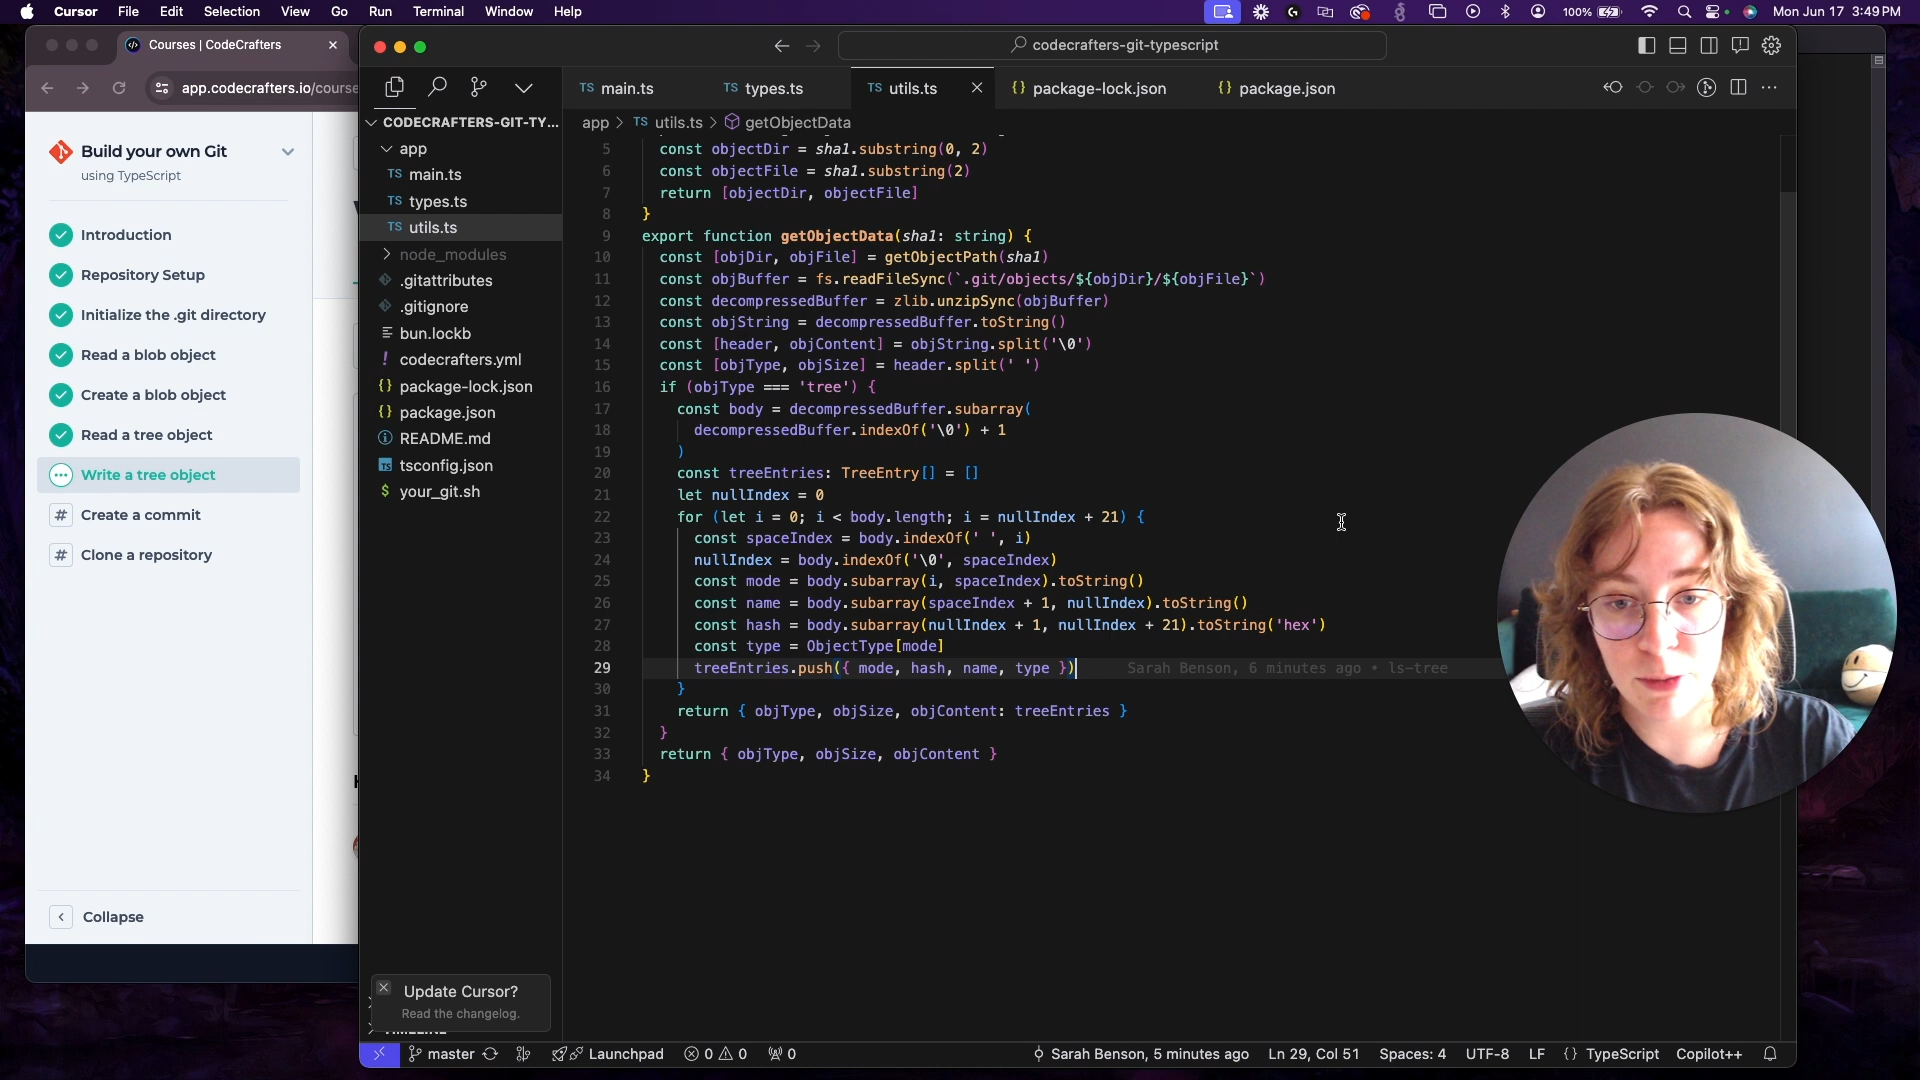 Cursor File Edit Selection View Go Run Terminal Window Help
100% Mon Jun 17 3:49 PM
Courses | CodeCrafters
app.codecrafters.io/course
Build your own Git
using TypeScript
Introduction
Repository Setup
Initialize the .git directory
Read a blob object
Create a blob object
Read a tree object
Write a tree object
# Create a commit
# Clone a repository
Collapse
codecrafters-git-typescript
TS main.ts
TS types.ts
TS utils.ts
{} package-lock.json
{} package.json
CODECRAFTERS-GIT-TY...
app
TS main.ts
TS types.ts
TS utils.ts
node_modules
.gitattributes
.gitignore
bun.lockb
! codecrafters.yml
{} package-lock.json
{} package.json
README.md
TS tsconfig.json
$ your_git.sh
Update Cursor?
Read the changelog.
app > TS utils.ts > getObjectData
5 const objectDir = sha1.substring(0, 2)
6 const objectFile = sha1.substring(2)
7 return [objectDir, objectFile]
8 }
9 export function getObjectData(sha1: string) {
10 const [objDir, objFile] = getObjectPath(sha1)
11 const objBuffer = fs.readFileSync(`.git/objects/${objDir}/${objFile}`)
12 const decompressedBuffer = zlib.unzipSync(objBuffer)
13 const objString = decompressedBuffer.toString()
14 const [header, objContent] = objString.split('\0')
15 const [objType, objSize] = header.split(' ')
16 if (objType === 'tree') {
17 const body = decompressedBuffer.subarray(
18 decompressedBuffer.indexOf('\0') + 1
19 )
20 const treeEntries: TreeEntry[] = []
21 let nullIndex = 0
22 for (let i = 0; i < body.length; i = nullIndex + 21) {
23 const spaceIndex = body.indexOf(' ', i)
24 nullIndex = body.indexOf('\0', spaceIndex)
25 const mode = body.subarray(i, spaceIndex).toString()
26 const name = body.subarray(spaceIndex + 1, nullIndex).toString()
27 const hash = body.subarray(nullIndex + 1, nullIndex + 21).toString('hex')
28 const type = ObjectType[mode]
29 treeEntries.push({ mode, hash, name, type }) Sarah Benson, 6 minutes ago • ls-tree
30 }
31 return { objType, objSize, objContent: treeEntries }
32 }
33 return { objType, objSize, objContent }
34 }
master Launchpad 0 0 0 Sarah Benson, 5 minutes ago Ln 29, Col 51 Spaces: 4 UTF-8 LF {} TypeScript Copilot++